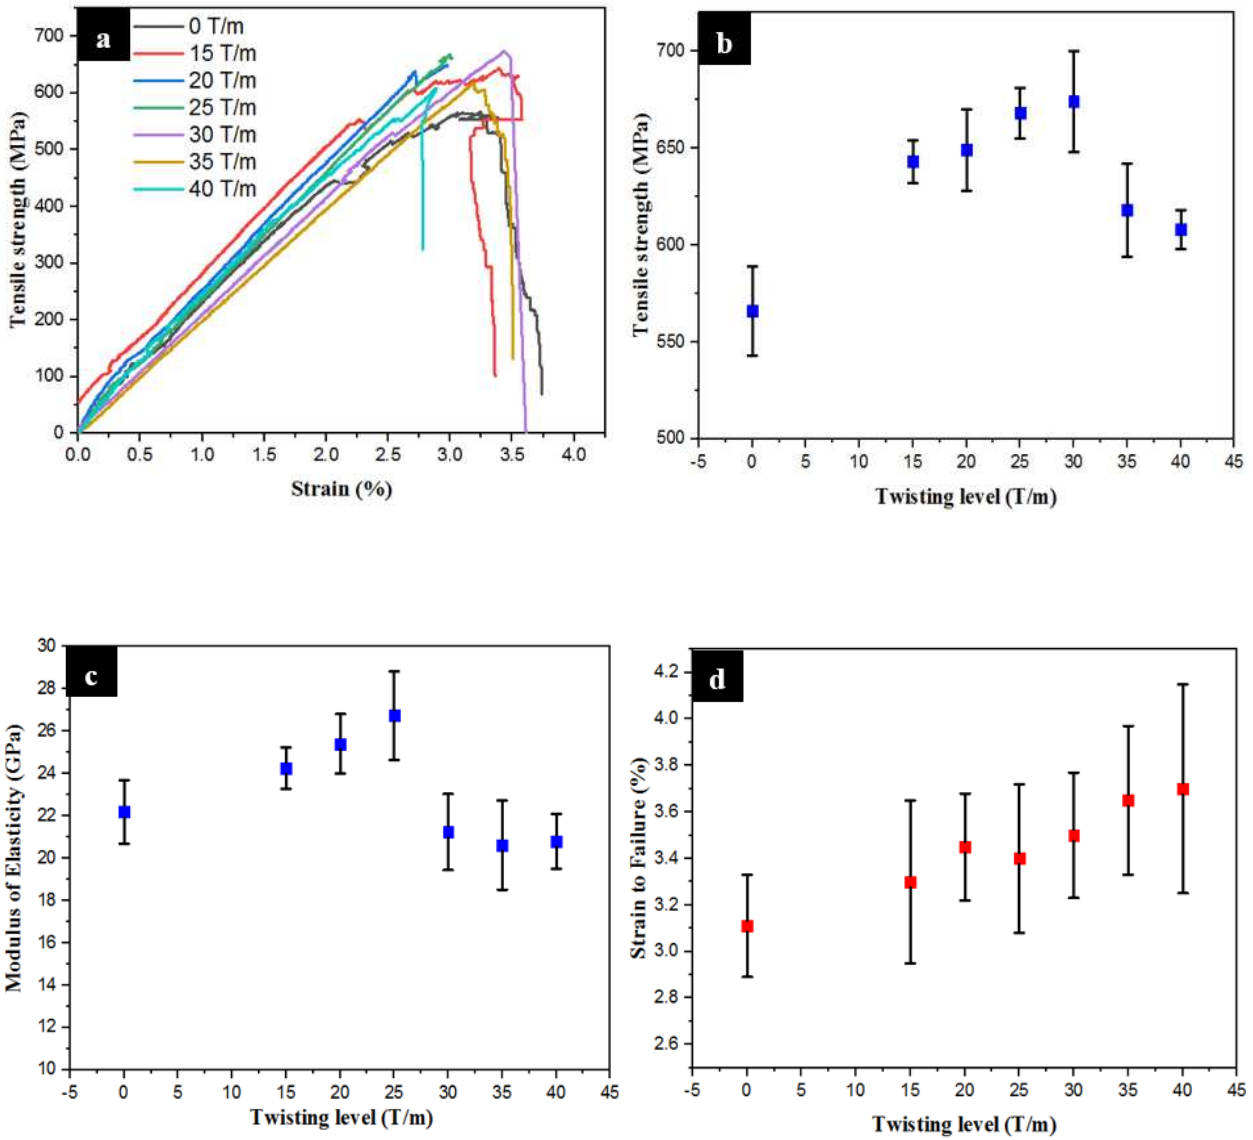 a
0 T/m
15 T/m
20 T/m
25 T/m
30 T/m
35 T/m
40 T/m
700
600
500
400
300
200
100
0
0.0 0.5 1.0 1.5 2.0 2.5 3.0 3.5 4.0
Tensile strength (MPa)
Strain (%)
b
700
650
600
550
500
-5 0 5 10 15 20 25 30 35 40 45
Tensile strength (MPa)
Twisting level (T/m)
c
30
28
26
24
22
20
18
16
14
12
10
-5 0 5 10 15 20 25 30 35 40 45
Modulus of Elasticity (GPa)
Twisting level (T/m)
d
4.2
4.0
3.8
3.6
3.4
3.2
3.0
2.8
2.6
-5 0 5 10 15 20 25 30 35 40 45
Strain to Failure (%)
Twisting level (T/m)